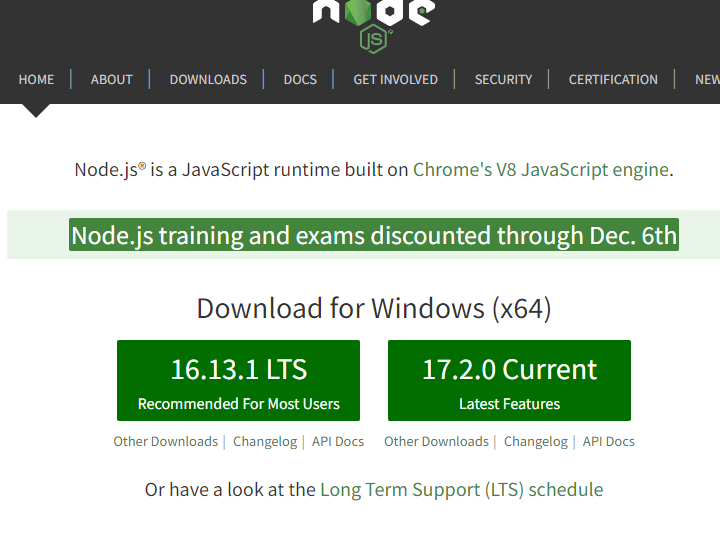 node
JS
HOME | ABOUT | DOWNLOADS | DOCS | GET INVOLVED | SECURITY | CERTIFICATION | NEW
Node.js® is a JavaScript runtime built on Chrome's V8 JavaScript engine.
Node.js training and exams discounted through Dec. 6th
Download for Windows (x64)
16.13.1 LTS
Recommended For Most Users
17.2.0 Current
Latest Features
Other Downloads | Changelog | API Docs
Other Downloads | Changelog | API Docs
Or have a look at the Long Term Support (LTS) schedule